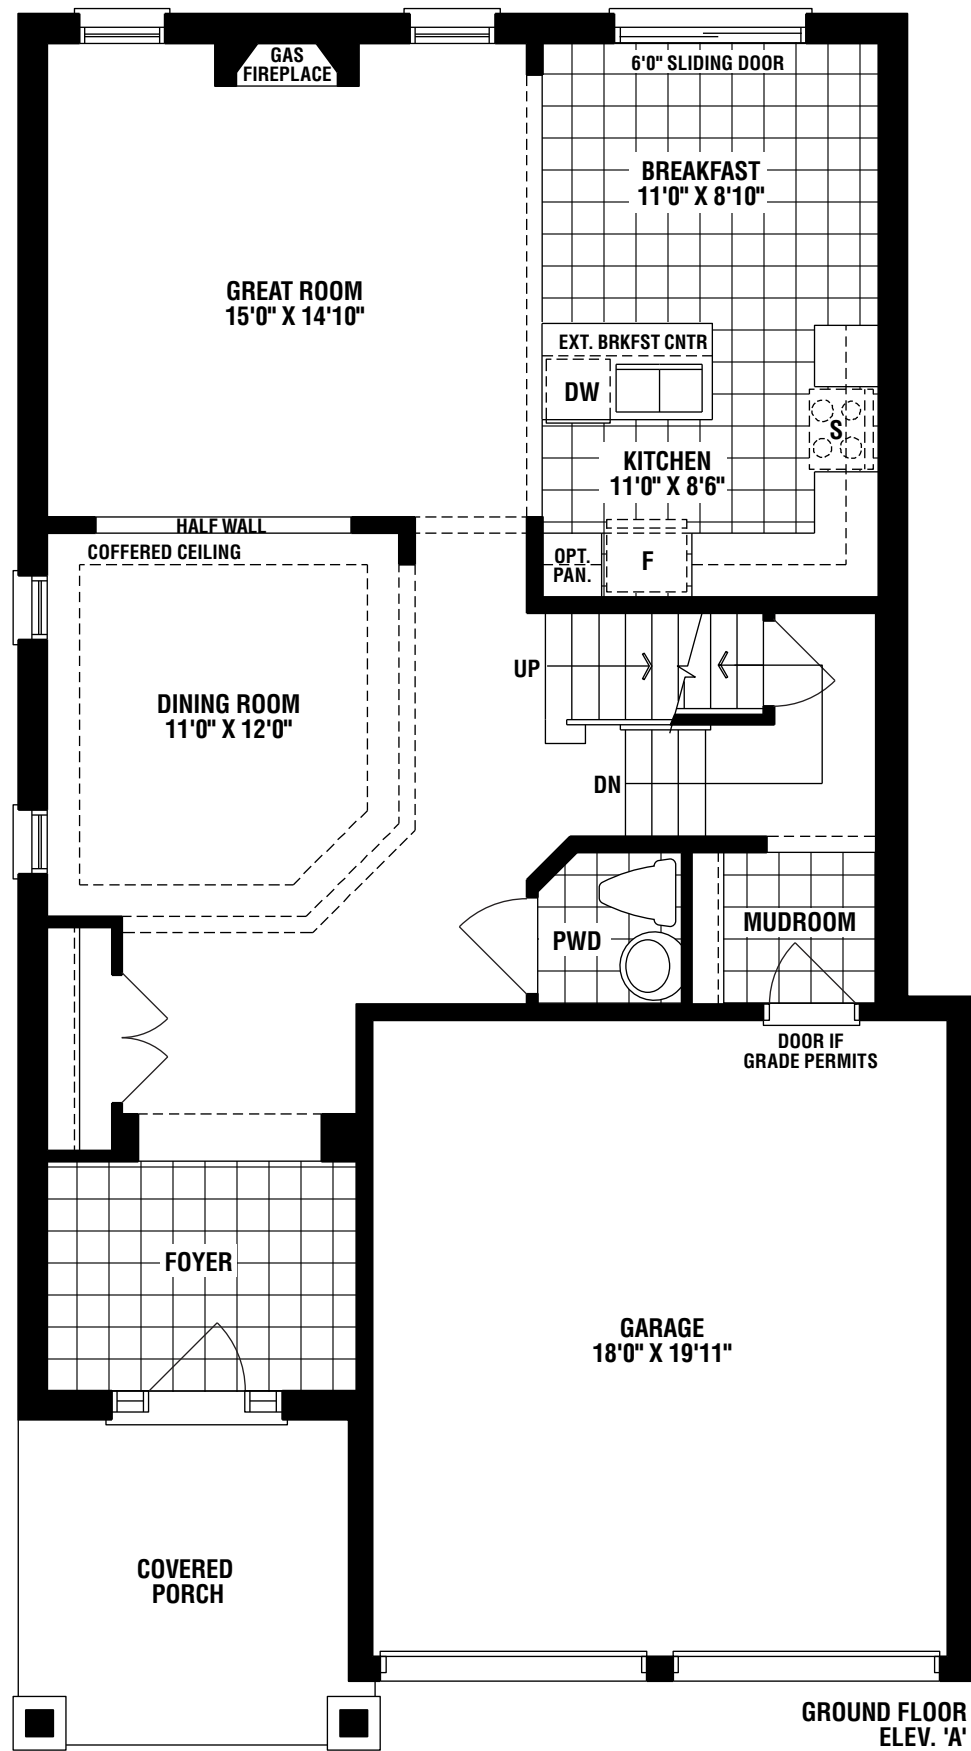 GAS
FIREPLACE
6'0" SLIDING DOOR
BREAKFAST
11'0" X 8'10"
GREAT ROOM
15'0" X 14'10"
EXT. BRKFST CNTR
DW
S
KITCHEN
11'0" X 8'6"
HALF WALL
COFFERED CEILING
OPT.
PAN.
F
UP
DINING ROOM
11'0" X 12'0"
DN
MUDROOM
PWD
DOOR IF
GRADE PERMITS
FOYER
GARAGE
18'0" X 19'11"
COVERED
PORCH
GROUND FLOOR
ELEV. 'A'